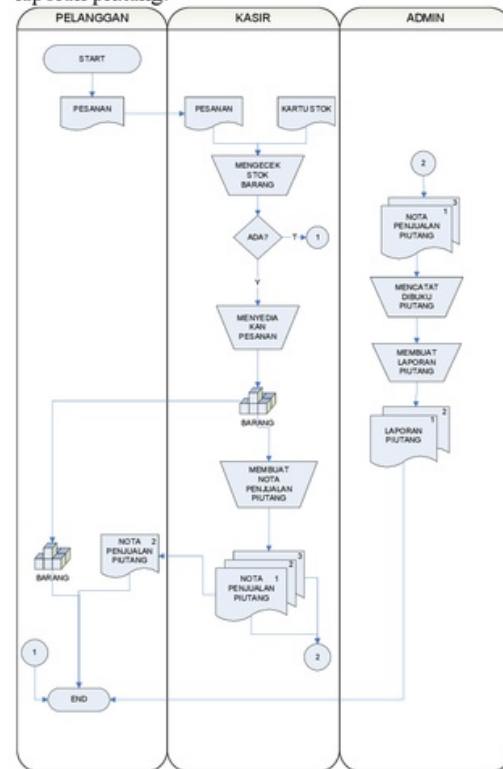 laporan piutang.
PELANGGAN
KASIR
ADMIN
START
PESANAN
PESANAN
KARTU STOK
MENGECEK
STOK
BARANG
ADA?
T
1
Y
MENYEDIA
KAN
PESANAN
BARANG
MEMBUAT
NOTA
PENJUALAN
PIUTANG
3
2
NOTA 1
PENJUALAN
PIUTANG
2
NOTA 2
PENJUALAN
PIUTANG
BARANG
1
END
2
3
1
NOTA
PENJUALAN
PIUTANG
MENCATAT
DIBUKU
PIUTANG
MEMBUAT
LAPORAN
PIUTANG
2
1
LAPORAN
PIUTANG